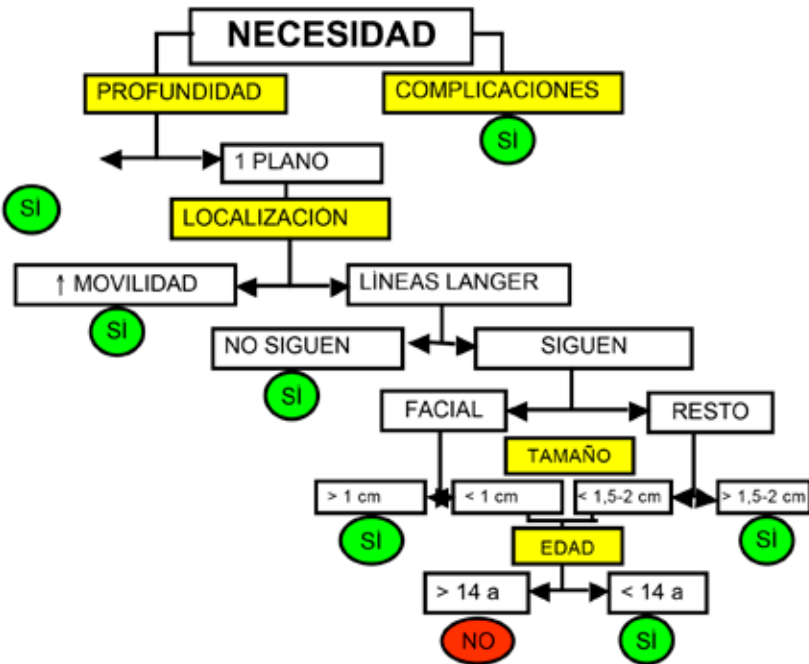 NECESIDAD
PROFUNDIDAD
COMPLICACIONES
SÍ
1 PLANO
SÍ
LOCALIZACIÓN
↑ MOVILIDAD
LÍNEAS LANGER
SÍ
NO SIGUEN
SIGUEN
SÍ
FACIAL
RESTO
TAMAÑO
> 1 cm
< 1 cm
< 1,5-2 cm
> 1,5-2 cm
SÍ
SÍ
EDAD
> 14 a
< 14 a
NO
SÍ